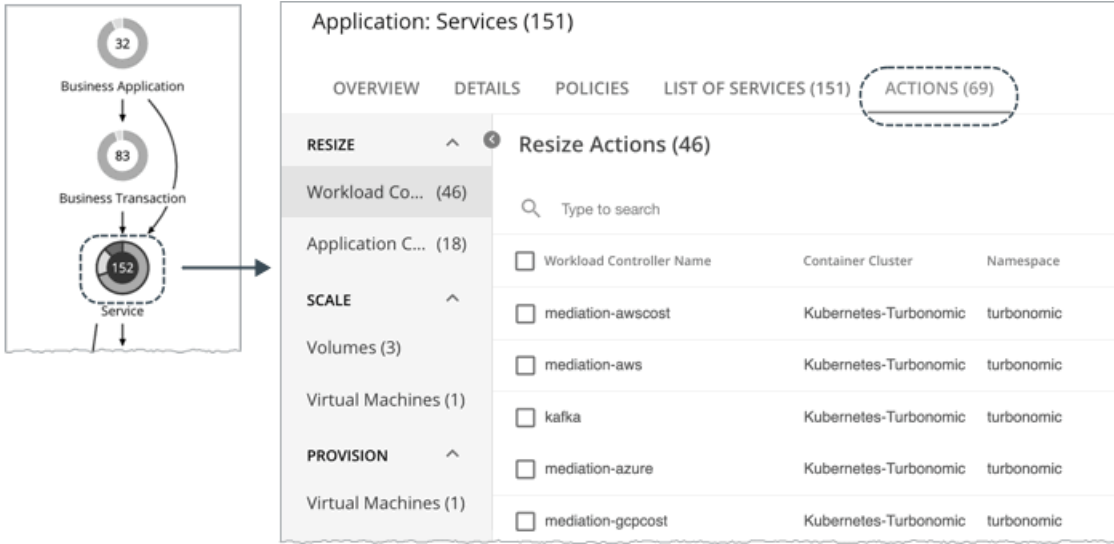 32
Business Application
83
Business Transaction
152
Service
Application: Services (151)
OVERVIEW DETAILS POLICIES LIST OF SERVICES (151) ACTIONS (69)
RESIZE
Workload Co... (46)
Application C... (18)
SCALE
Volumes (3)
Virtual Machines (1)
PROVISION
Virtual Machines (1)
Resize Actions (46)
Type to search
Workload Controller Name Container Cluster Namespace
mediation-awscost Kubernetes-Turbonomic turbonomic
mediation-aws Kubernetes-Turbonomic turbonomic
kafka Kubernetes-Turbonomic turbonomic
mediation-azure Kubernetes-Turbonomic turbonomic
mediation-gcpcost Kubernetes-Turbonomic turbonomic